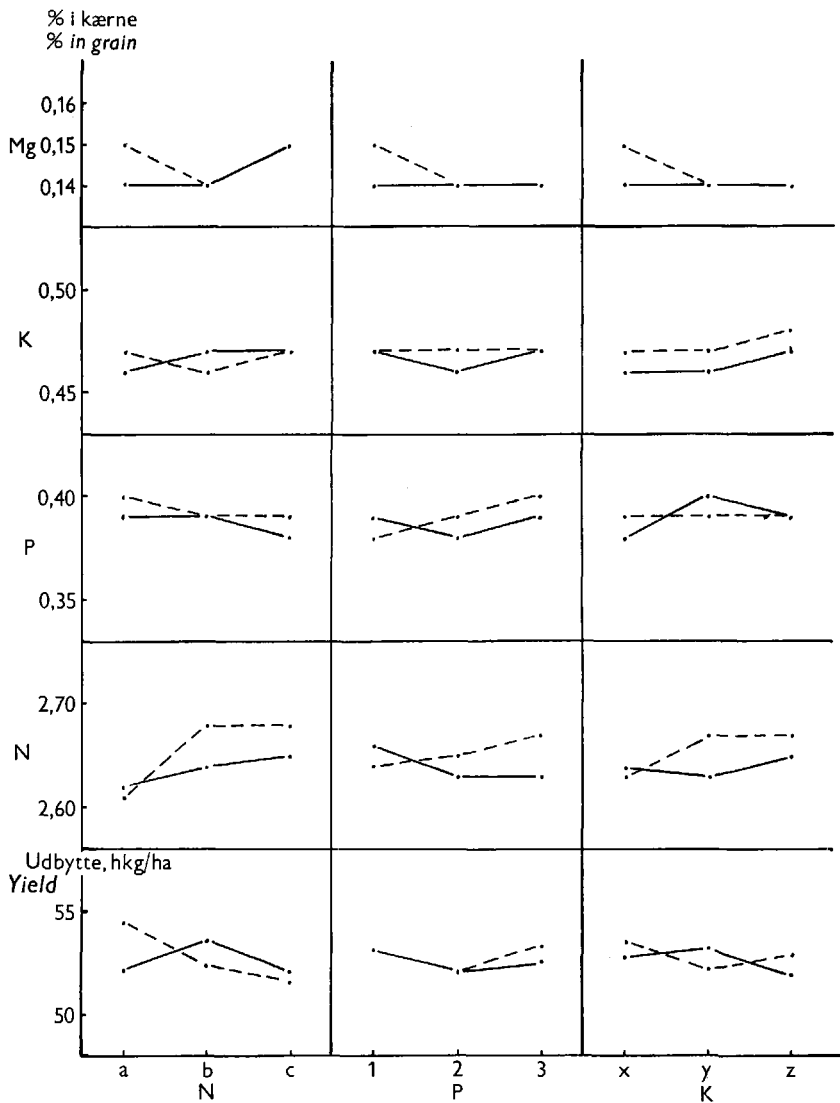 % i kærne
% in grain
0,16
Mg 0,15
0,14
0,50
K
0,45
0,40
P
0,35
2,70
N
2,60
Udbytte, hkg/ha
Yield
55
50
a b c 1 2 3 x y z
N P K